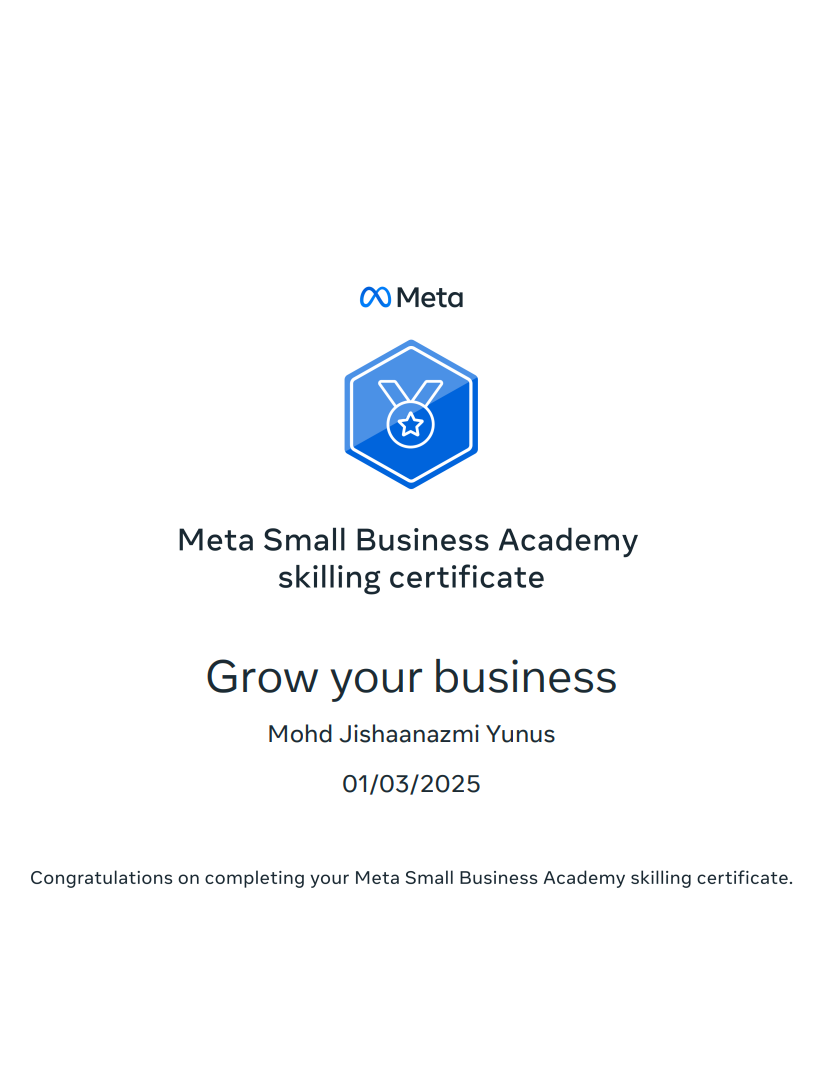 Meta
Meta Small Business Academy
skilling certificate
Grow your business
Mohd Jishaanazmi Yunus
01/03/2025
Congratulations on completing your Meta Small Business Academy skilling certificate.